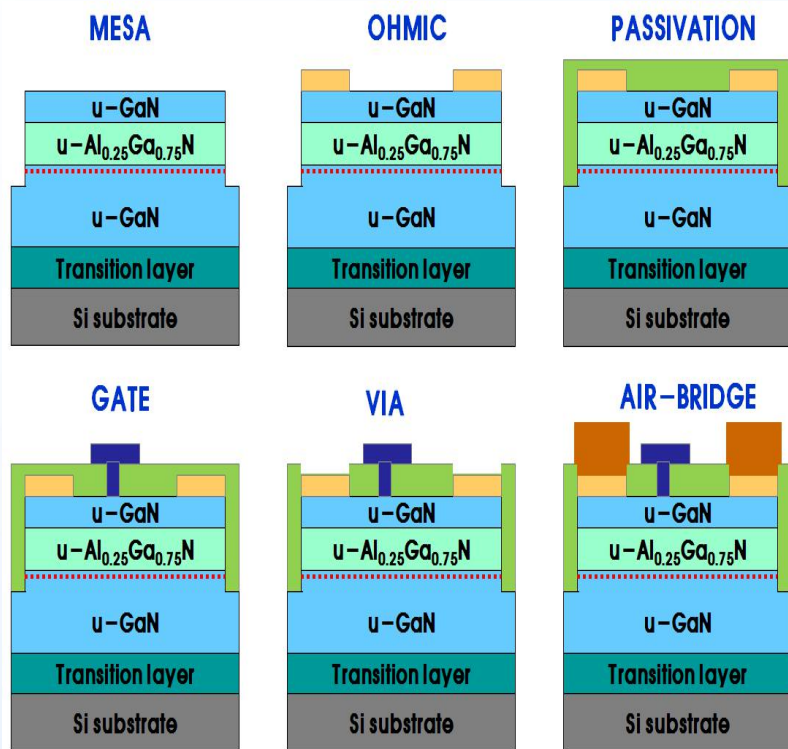 MESA
OHMIC
PASSIVATION
u-GaN
u-GaN
u-GaN
u-Al0.25Ga0.75N
u-Al0.25Ga0.75N
u-Al0.25Ga0.75N
u-GaN
u-GaN
u-GaN
Transition layer
Transition layer
Transition layer
Si substrate
Si substrate
Si substrate
GATE
VIA
AIR-BRIDGE
u-GaN
u-GaN
u-GaN
u-Al0.25Ga0.75N
u-Al0.25Ga0.75N
u-Al0.25Ga0.75N
u-GaN
u-GaN
u-GaN
Transition layer
Transition layer
Transition layer
Si substrate
Si substrate
Si substrate